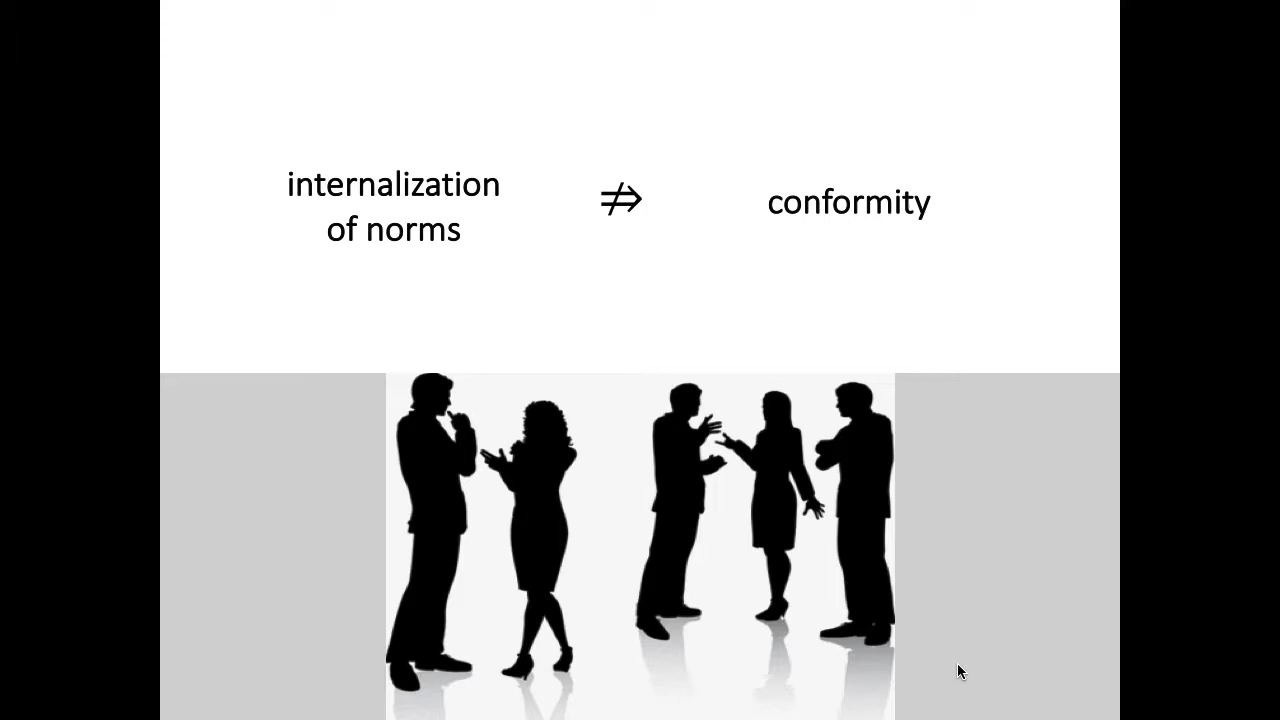 internalization
of norms
⇏
conformity